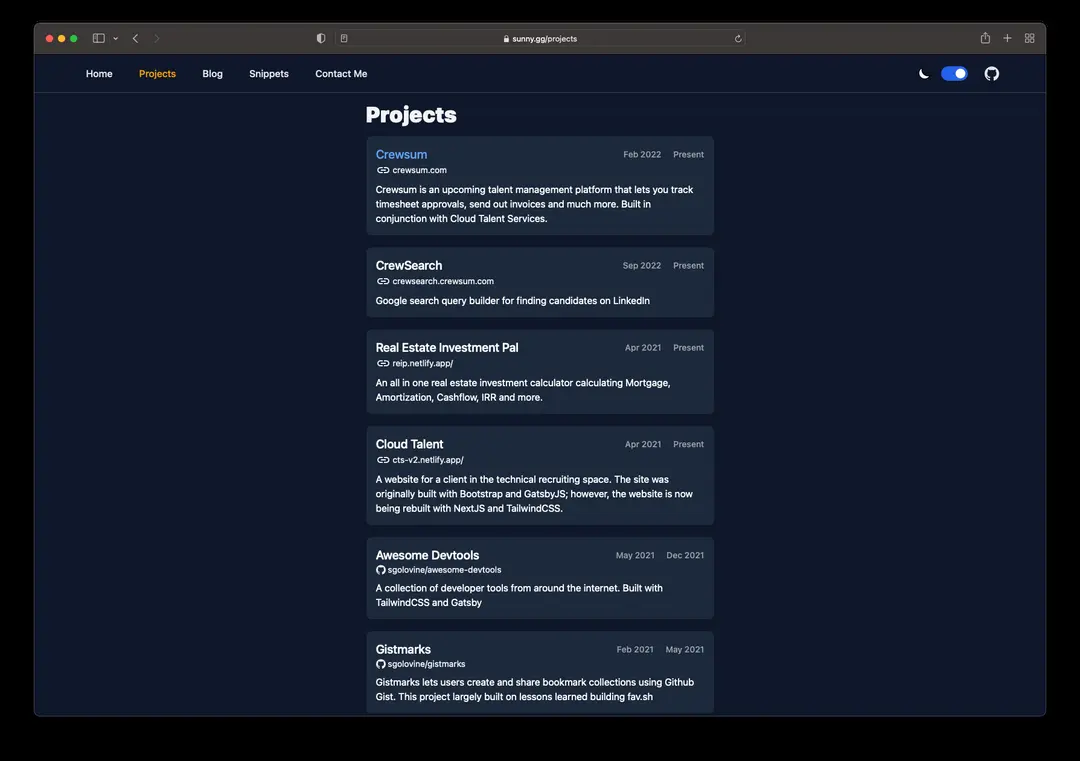 sunny.gg/projects
Home Projects Blog Snippets Contact Me
Projects
Crewsum Feb 2022 Present
crewsum.com
Crewsum is an upcoming talent management platform that lets you track
timesheet approvals, send out invoices and much more. Built in
conjunction with Cloud Talent Services.
CrewSearch Sep 2022 Present
crewsearch.crewsum.com
Google search query builder for finding candidates on LinkedIn
Real Estate Investment Pal Apr 2021 Present
reip.netlify.app/
An all in one real estate investment calculator calculating Mortgage,
Amortization, Cashflow, IRR and more.
Cloud Talent Apr 2021 Present
cts-v2.netlify.app/
A website for a client in the technical recruiting space. The site was
originally built with Bootstrap and GatsbyJS; however, the website is now
being rebuilt with NextJS and TailwindCSS.
Awesome Devtools May 2021 Dec 2021
sgolovine/awesome-devtools
A collection of developer tools from around the internet. Built with
TailwindCSS and Gatsby
Gistmarks Feb 2021 May 2021
sgolovine/gistmarks
Gistmarks lets users create and share bookmark collections using Github
Gist. This project largely built on lessons learned building fav.sh